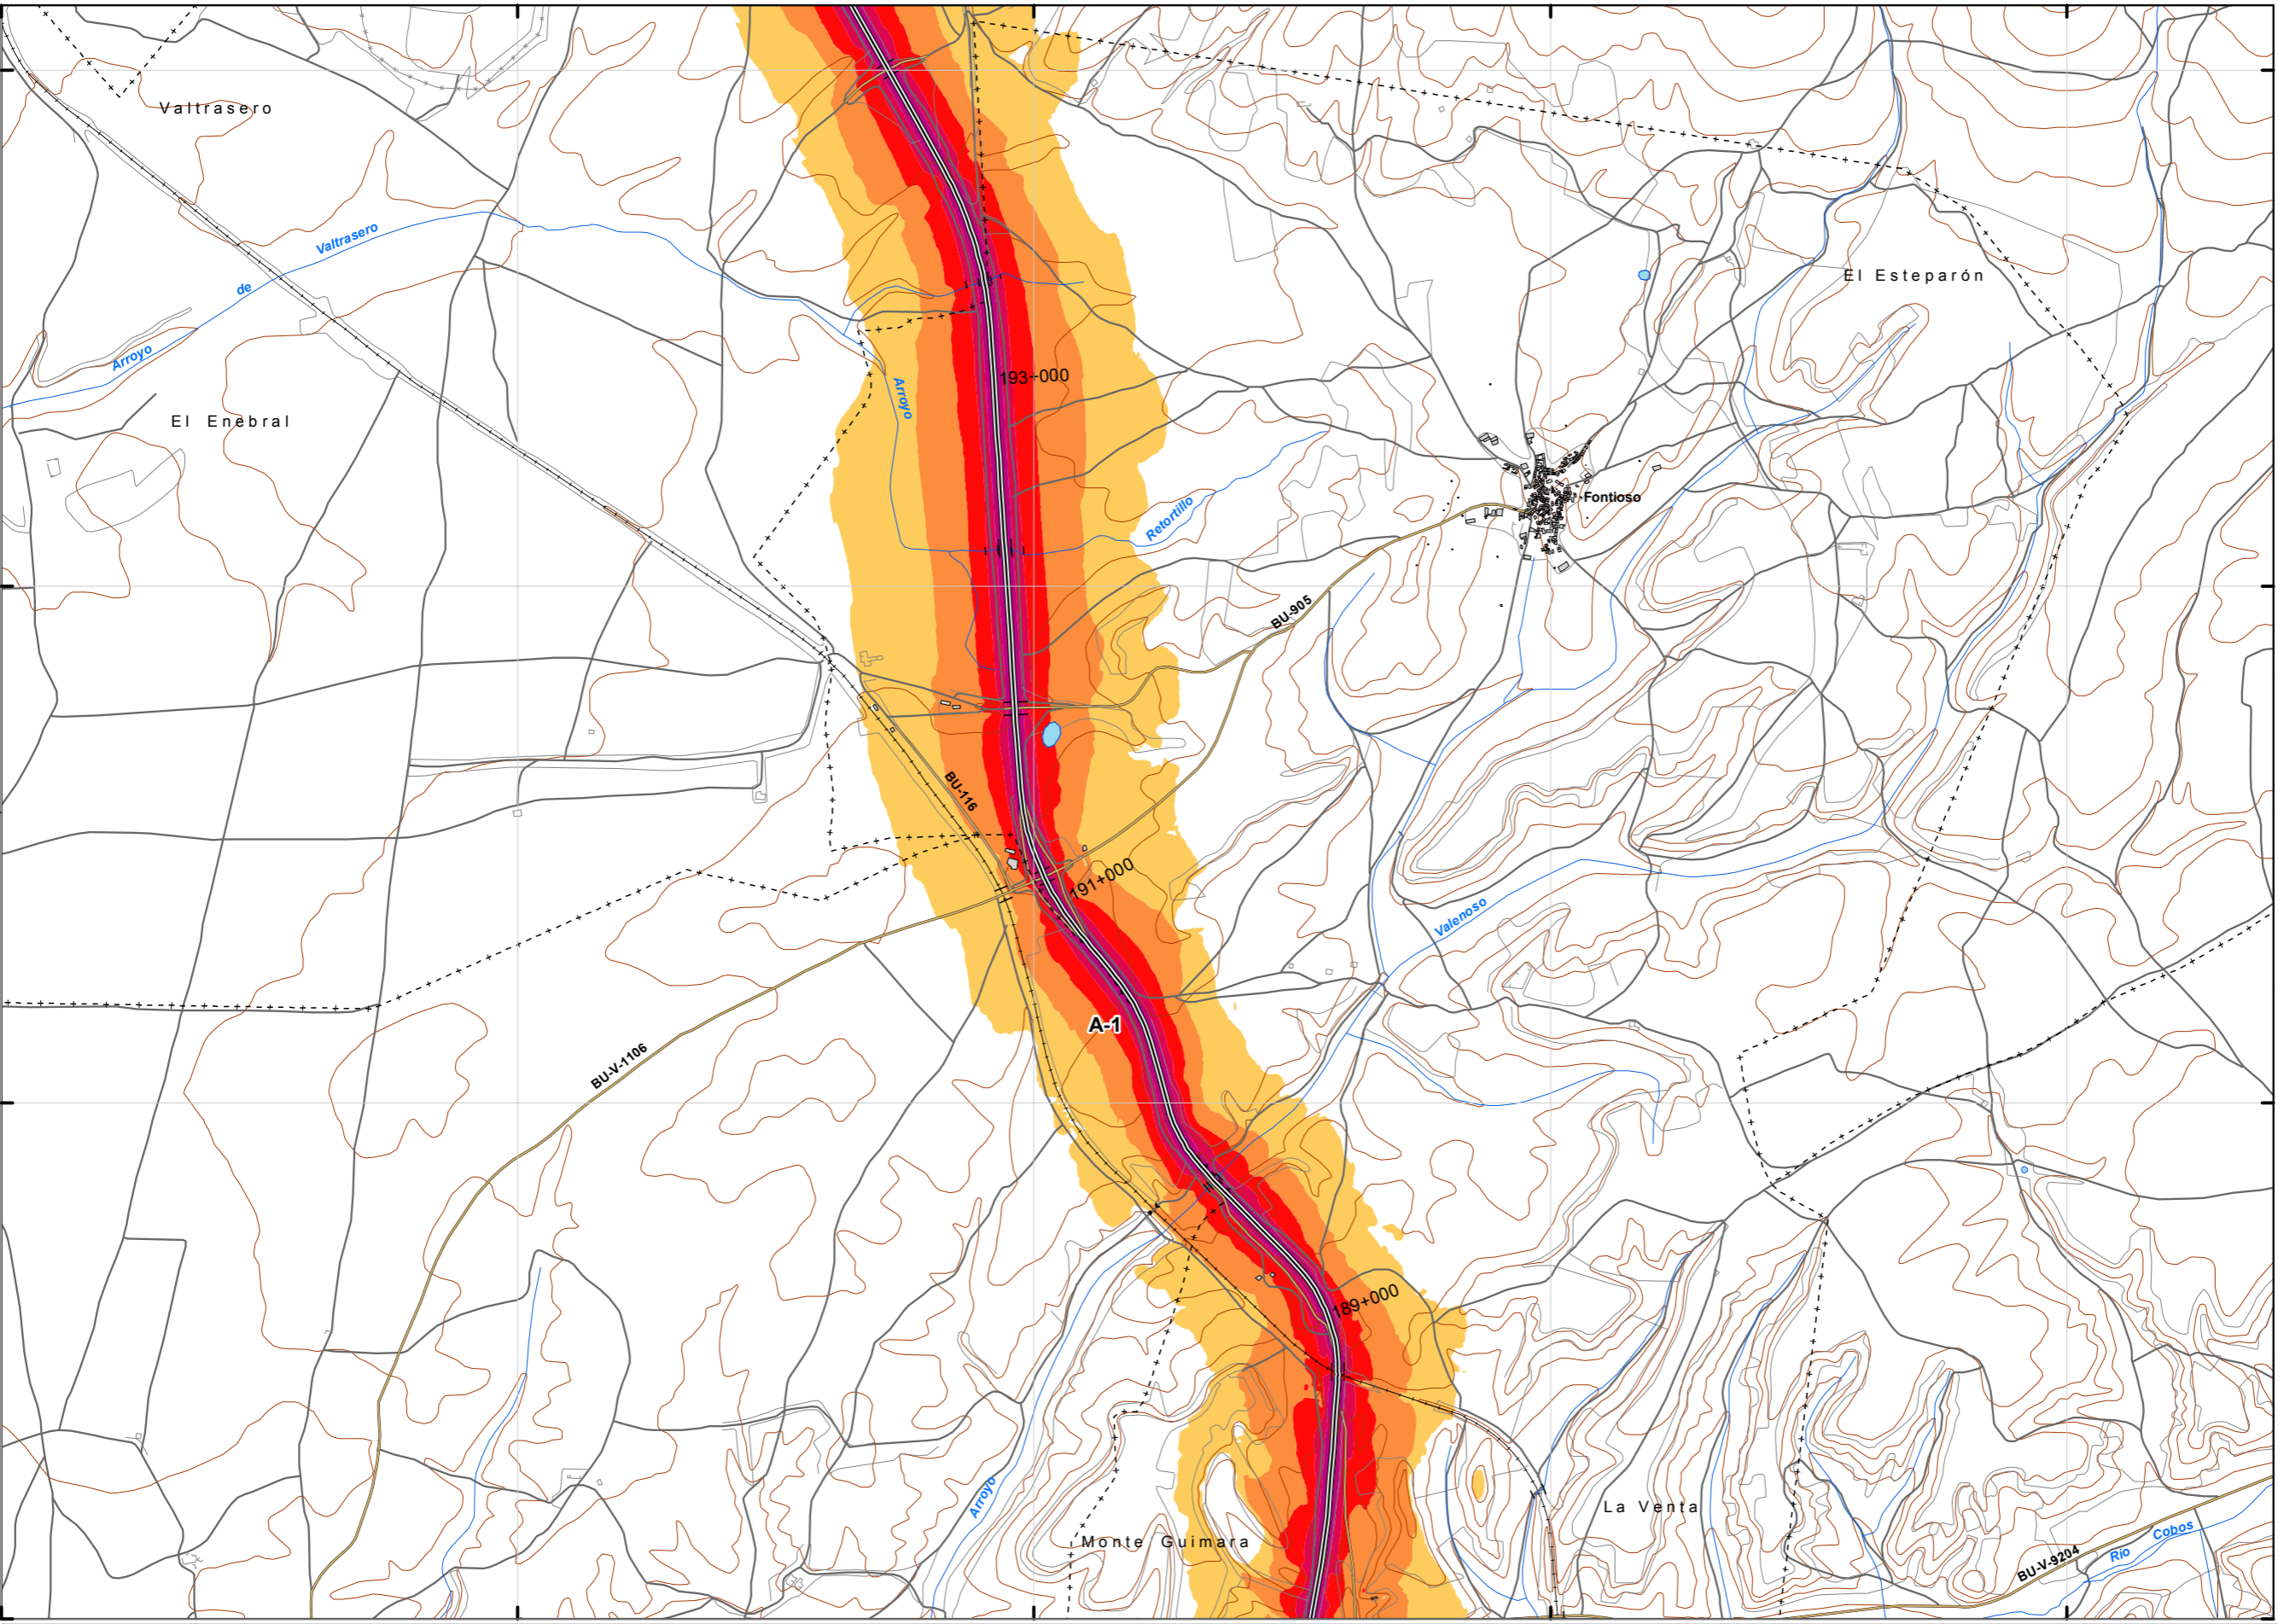 Valtrasero
Valtrasero
de
El Esteparón
Arroyo
193+000
Arroyo
El Enebral
Fontioso
Retortillo
BU-905
BU-116
191+000
Valenoso
A-1
BU-V-1106
189+000
Arroyo
La Venta
Monte Guimara
Cobos
Río
BU-V-9204